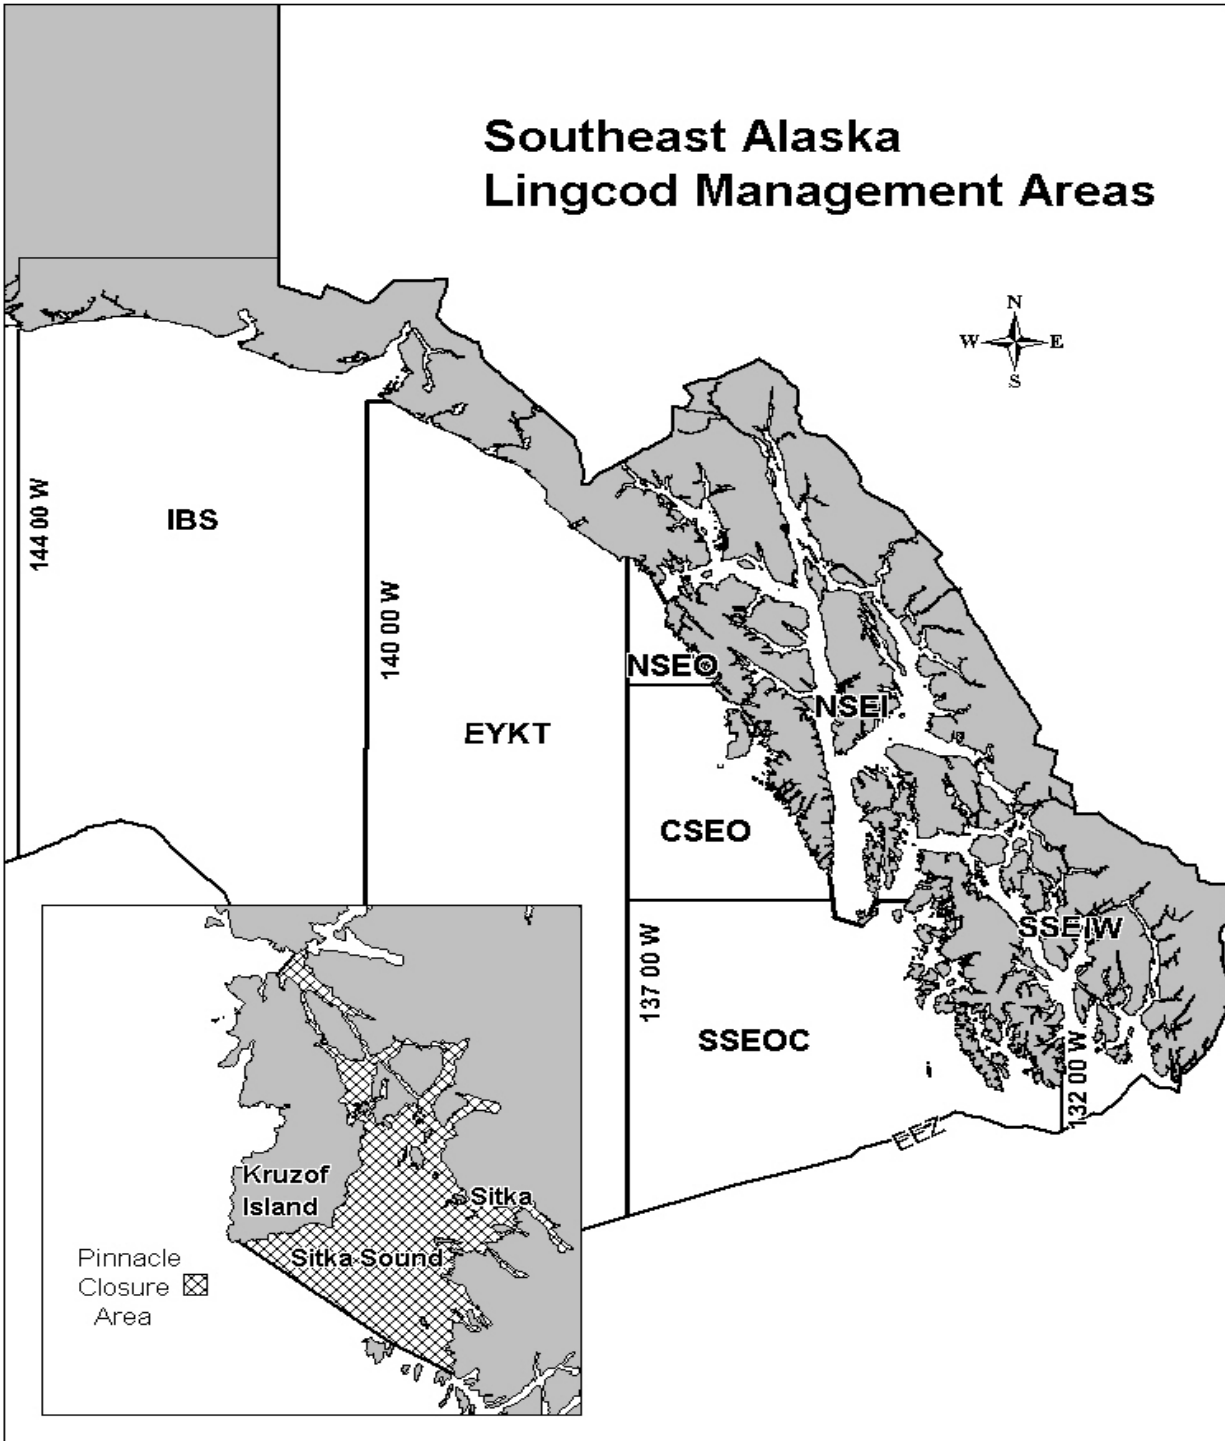 Southeast Alaska
Lingcod Management Areas
N
W E
S
144 00 W
IBS
140 00 W
EYKT
NSEO
NSEI
CSEO
137 00 W
SSEOC
SSEIW
132 00 W
EEZ
Kruzof
Island
Sitka
Sitka Sound
Pinnacle
Closure
Area